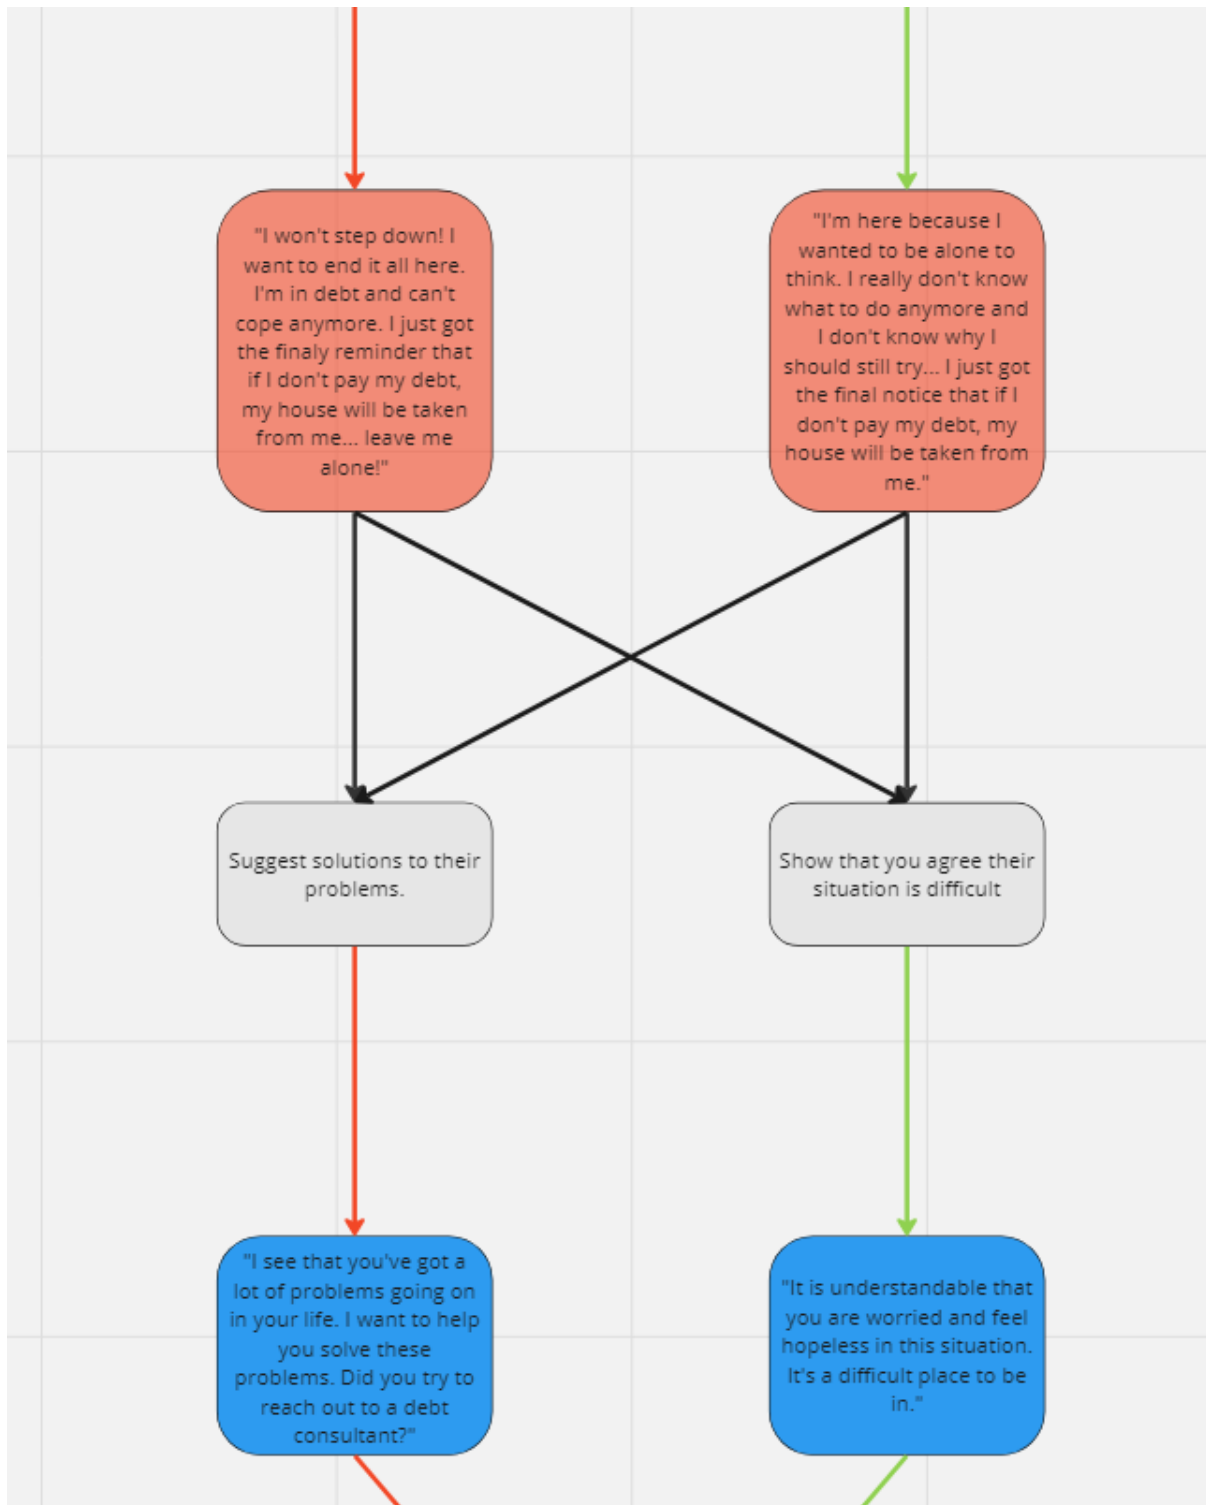 "I won't step down! I
want to end it all here.
I'm in debt and can't
cope anymore. I just got
the finaly reminder that
if I don't pay my debt,
my house will be taken
from me... leave me
alone!"
"I'm here because I
wanted to be alone to
think. I really don't know
what to do anymore and
I don't know why I
should still try... I just got
the final notice that if I
don't pay my debt, my
house will be taken from
me."
Suggest solutions to their
problems.
Show that you agree their
situation is difficult
"I see that you've got a
lot of problems going on
in your life. I want to help
you solve these
problems. Did you try to
reach out to a debt
consultant?"
"It is understandable that
you are worried and feel
hopeless in this situation.
It's a difficult place to be
in."